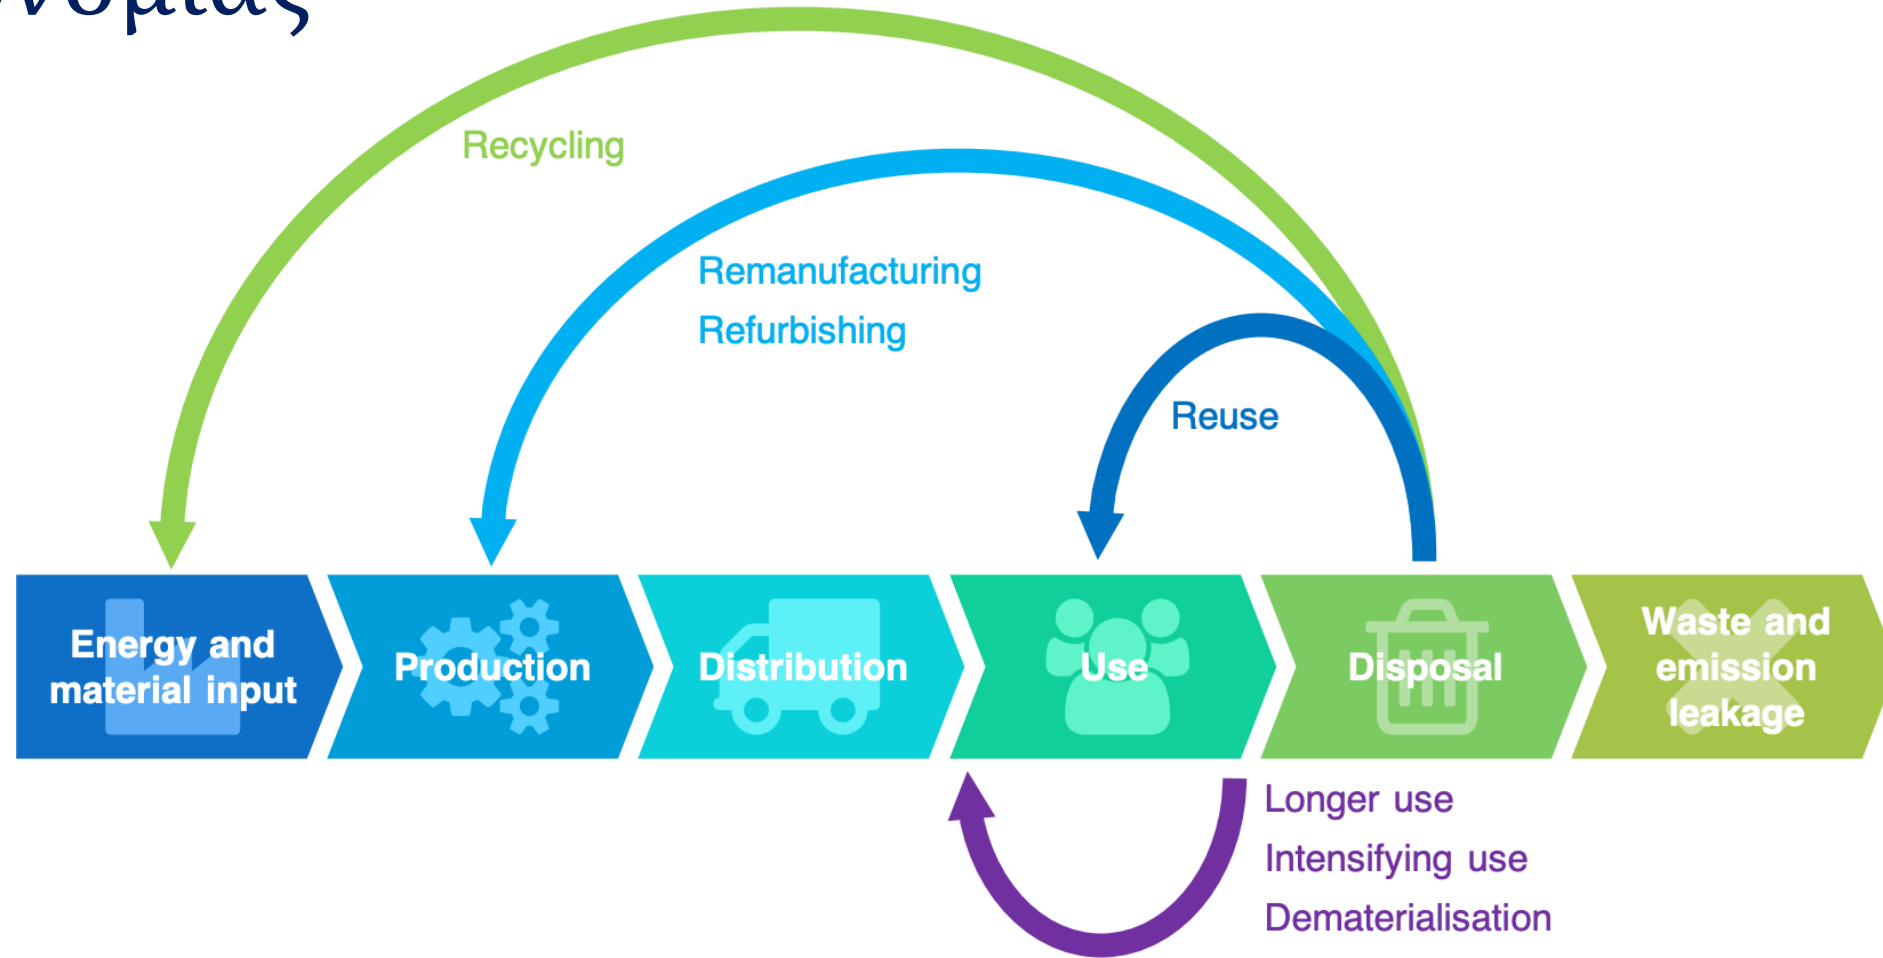 Recycling
Remanufacturing
Refurbishing
Reuse
Energy and
material input
Production
Distribution
Use
Disposal
Waste and
emission
leakage
Longer use
Intensifying use
Dematerialisation